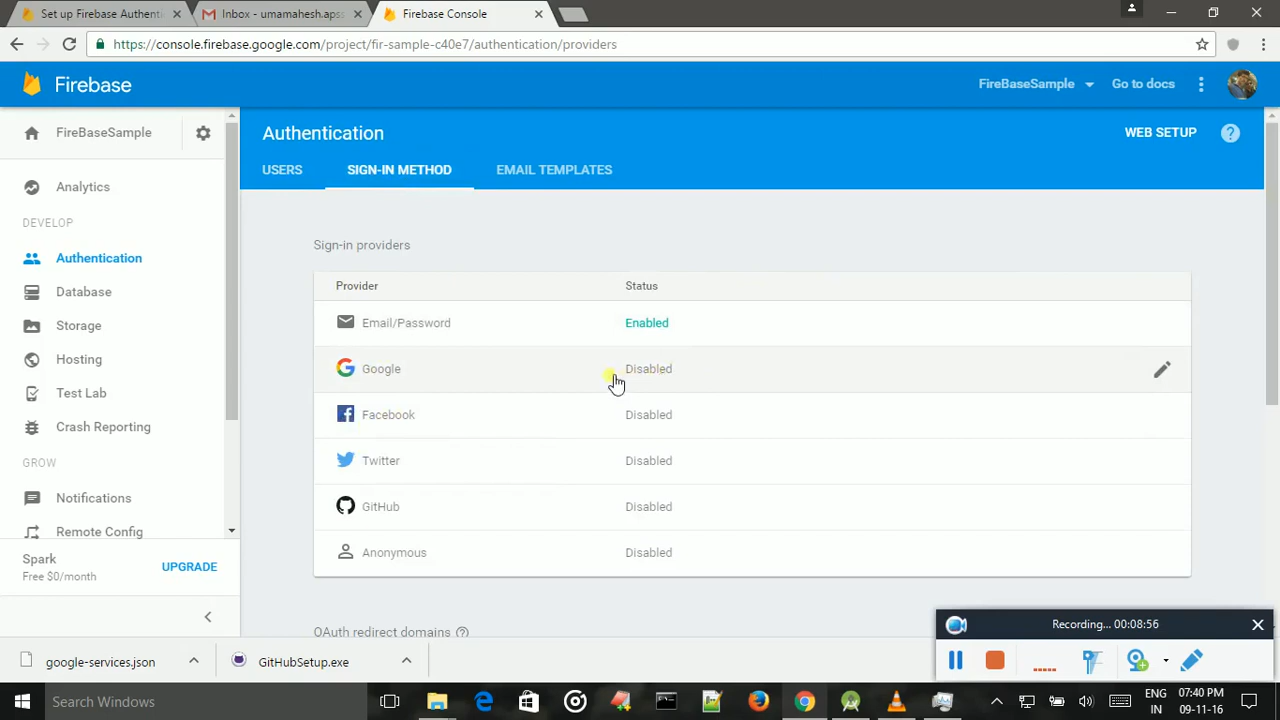 Set up Firebase Authenti
Inbox - umamahesh.apss
Firebase Console
https://console.firebase.google.com/project/fir-sample-c40e7/authentication/providers
Firebase
FireBaseSample
Go to docs
FireBaseSample
Authentication
WEB SETUP
?
USERS
SIGN-IN METHOD
EMAIL TEMPLATES
Analytics
DEVELOP
Authentication
Database
Storage
Hosting
Test Lab
Crash Reporting
GROW
Notifications
Remote Config
Spark
Free $0/month
UPGRADE
Sign-in providers
Provider Status
Email/Password Enabled
Google Disabled
Facebook Disabled
Twitter Disabled
GitHub Disabled
Anonymous Disabled
OAuth redirect domains ?
Recording... 00:08:56
google-services.json
GitHubSetup.exe
Search Windows
ENG
IN
07:40 PM
09-11-16